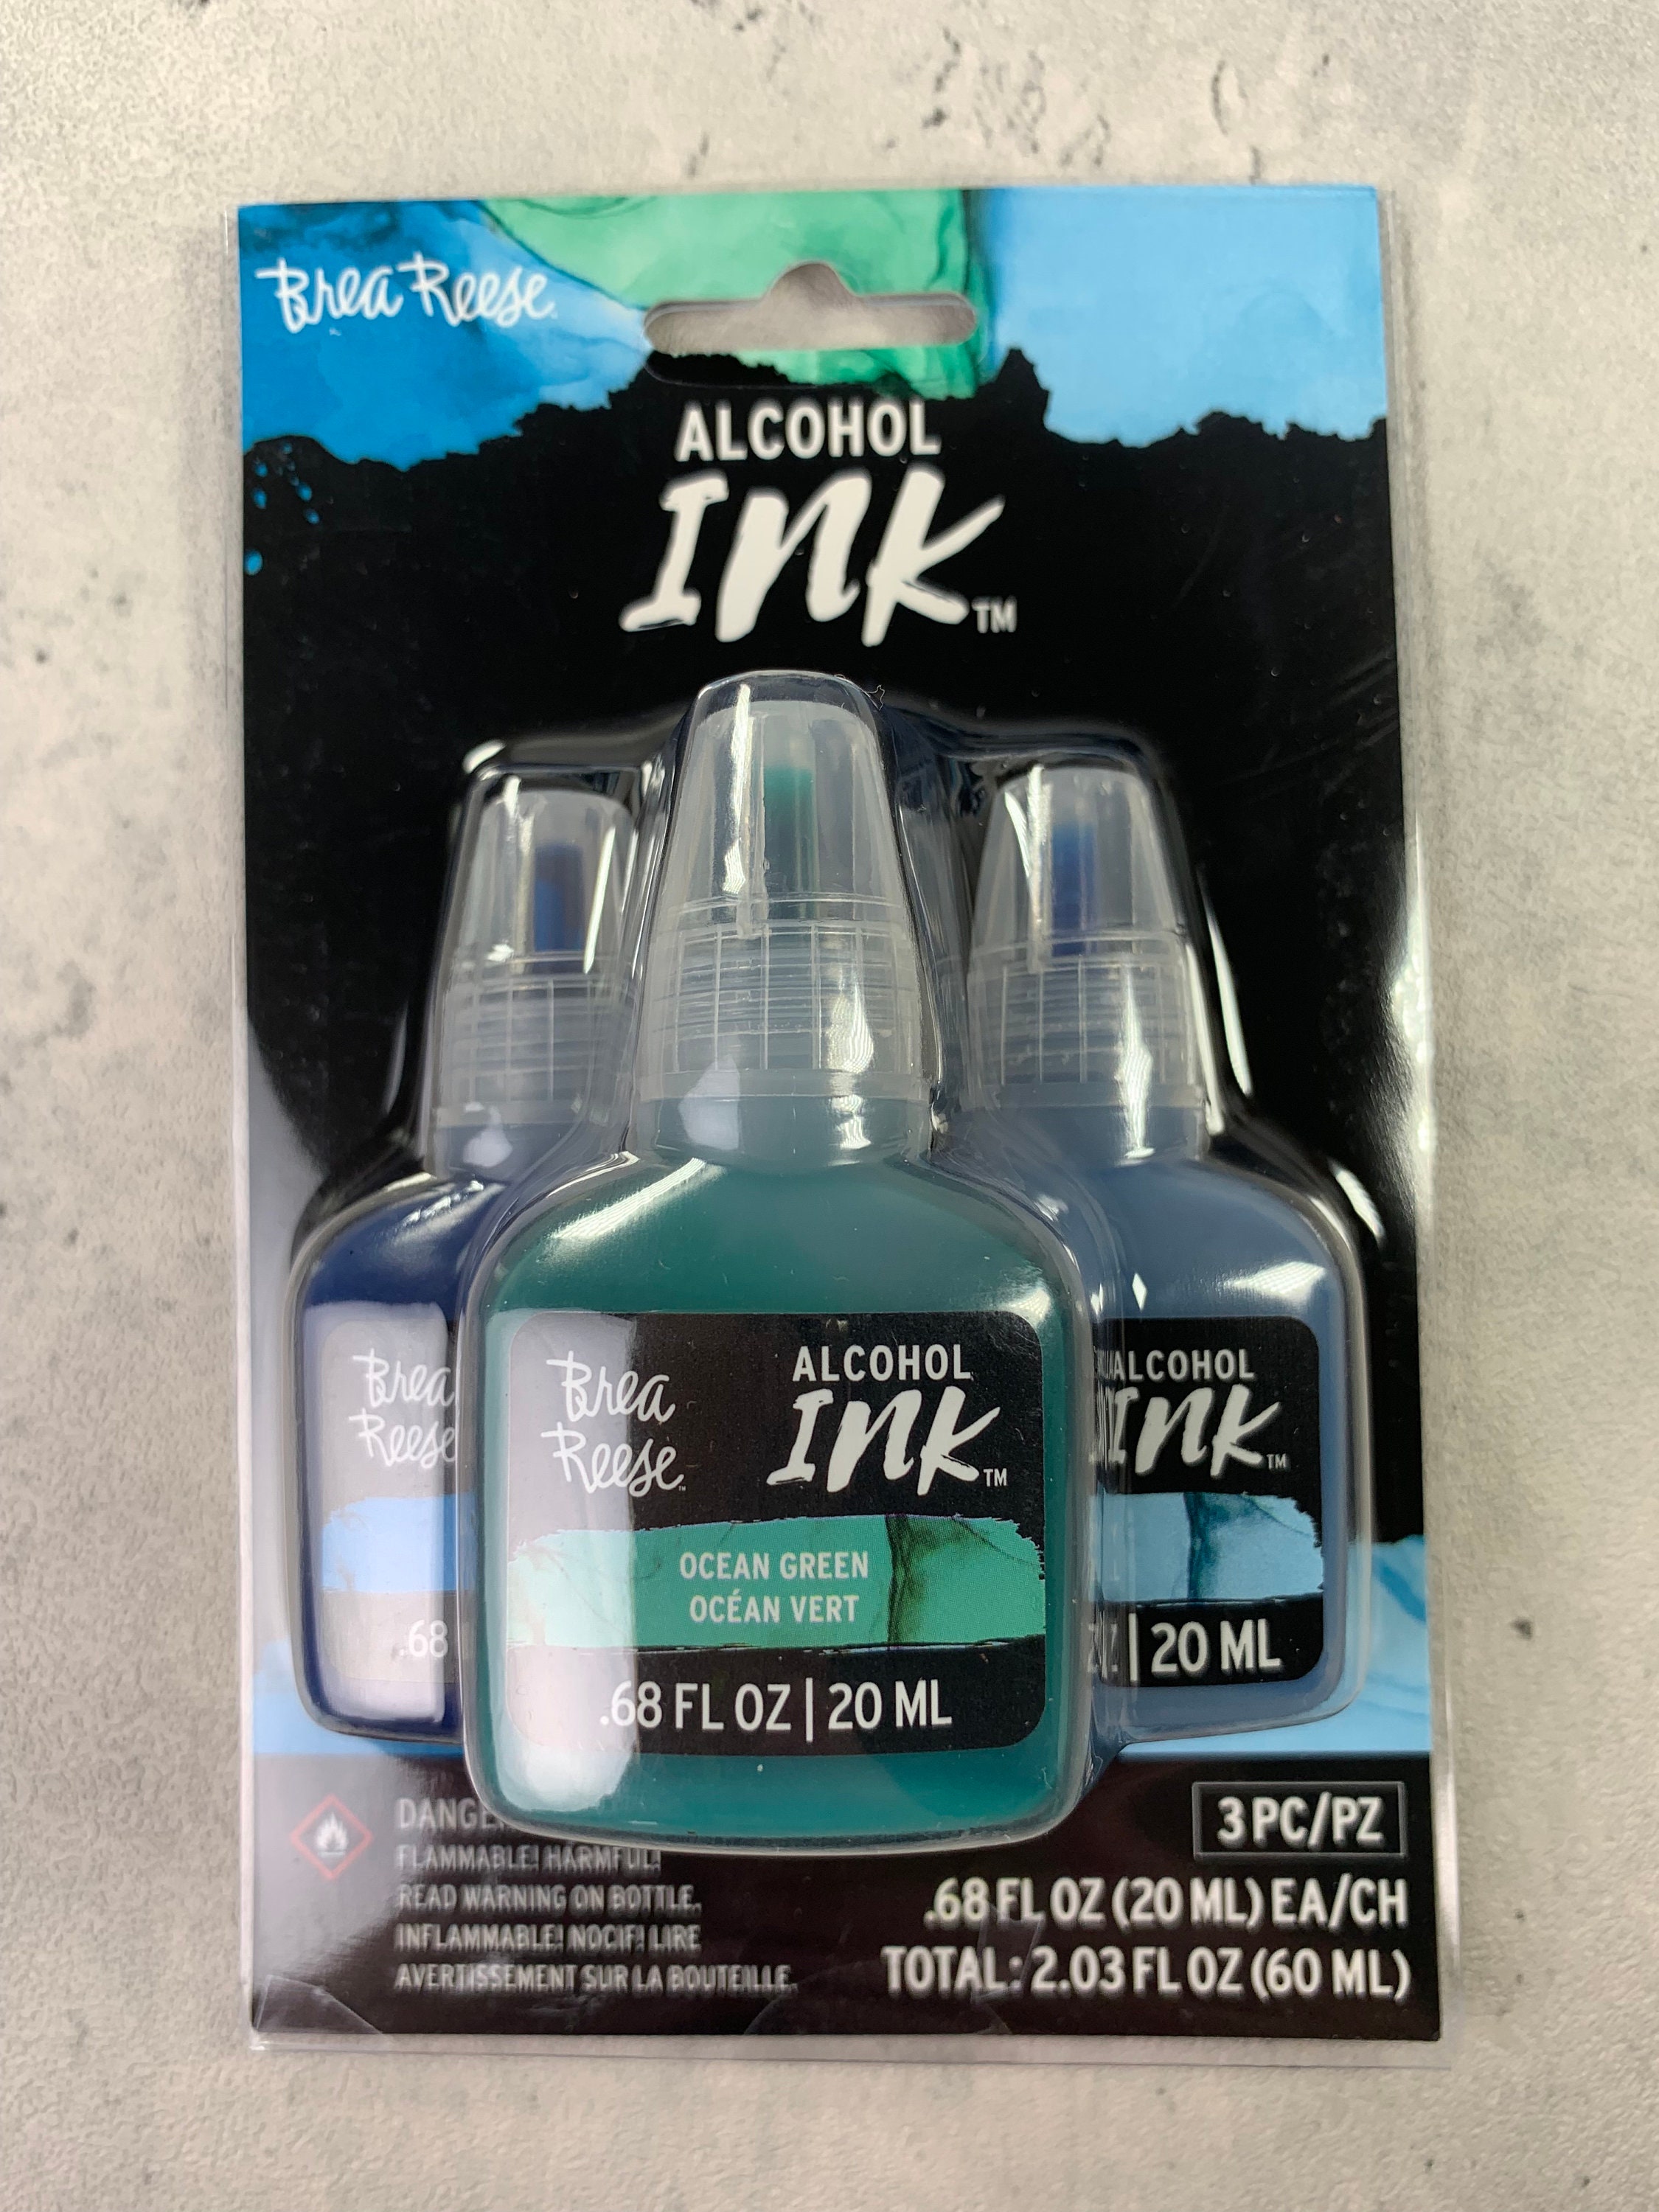 Brea Reese
ALCOHOL
INK™
Brea
Reese
Brea
Reese™
ALCOHOL
INK™
ALCOHOL
INK™
OCEAN GREEN
OCÉAN VERT
.68
.68 FL OZ | 20 ML
| 20 ML
FLAMMABLE! HARMFUL!
READ WARNING ON BOTTLE.
INFLAMMABLE! NOCIF! LIRE
AVERTISSEMENT SUR LA BOUTEILLE.
3 PC/PZ
.68 FL OZ (20 ML) EA/CH
TOTAL: 2.03 FL OZ (60 ML)